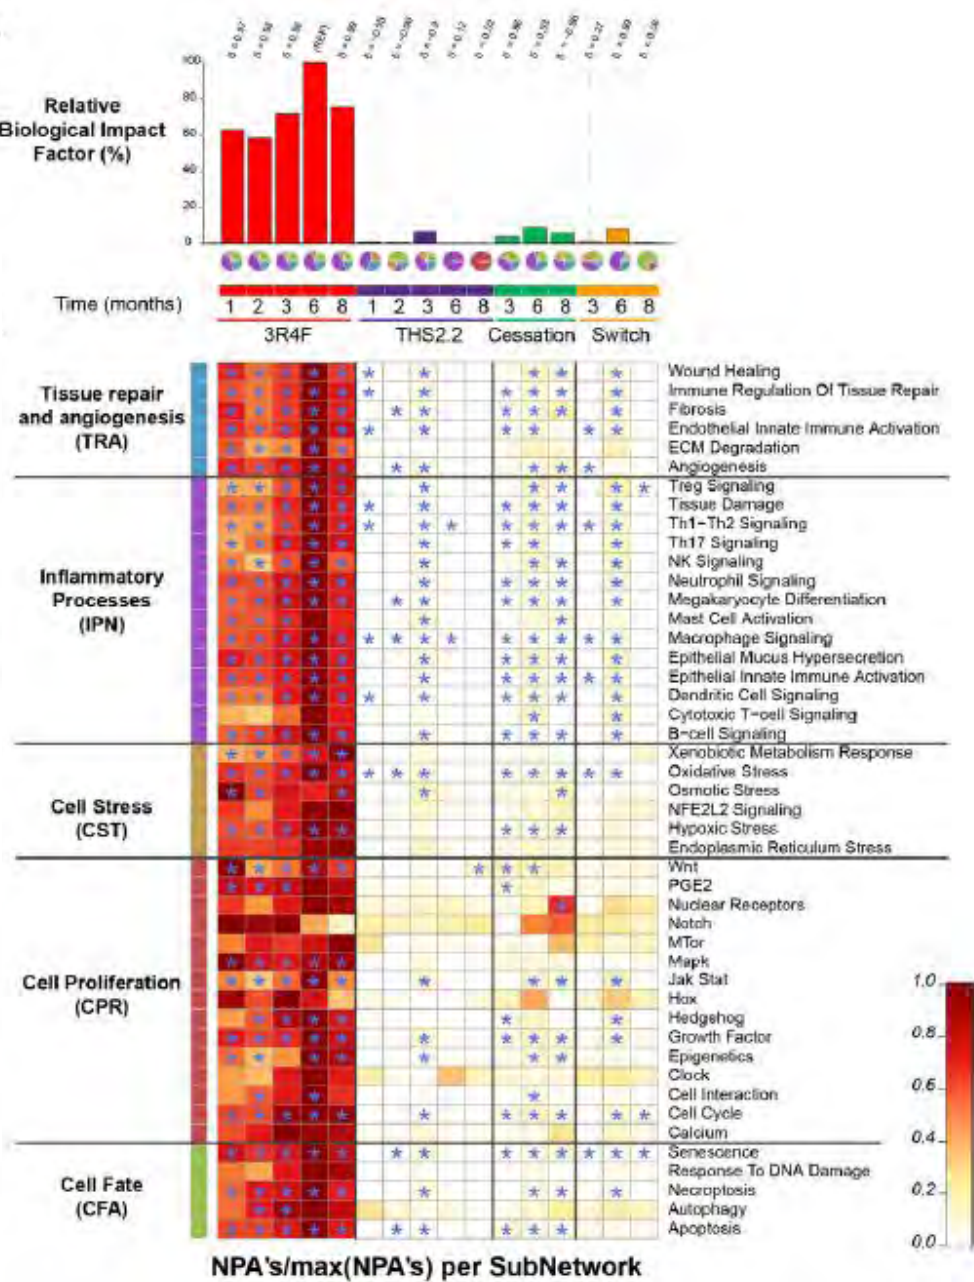 (REF)
100
80
60
40
20
0
Relative
Biological Impact
Factor (%)
Time (months)
1 2 3 6 8 1 2 3 6 8 3 6 8 3 6 8
3R4F THS2.2 Cessation Switch
Tissue repair
and angiogenesis
(TRA)
Wound Healing
Immune Regulation Of Tissue Repair
Fibrosis
Endothelial Innate Immune Activation
ECM Degradation
Angiogenesis
Inflammatory
Processes
(IPN)
Treg Signaling
Tissue Damage
Th1-Th2 Signaling
Th17 Signaling
NK Signaling
Neutrophil Signaling
Megakaryocyte Differentiation
Mast Cell Activation
Macrophage Signaling
Epithelial Mucus Hypersecretion
Epithelial Innate Immune Activation
Dendritic Cell Signaling
Cytotoxic T-cell Signaling
B-cell Signaling
Cell Stress
(CST)
Xenobiotic Metabolism Response
Oxidative Stress
Osmotic Stress
NFE2L2 Signaling
Hypoxic Stress
Endoplasmic Reticulum Stress
Cell Proliferation
(CPR)
Wnt
PGE2
Nuclear Receptors
Notch
MTor
Mapk
Jak Stat
Hox
Hedgehog
Growth Factor
Epigenetics
Clock
Cell Interaction
Cell Cycle
Calcium
Cell Fate
(CFA)
Senescence
Response To DNA Damage
Necroptosis
Autophagy
Apoptosis
1.0
0.8
0.6
0.4
0.2
0.0
NPA's/max(NPA's) per SubNetwork